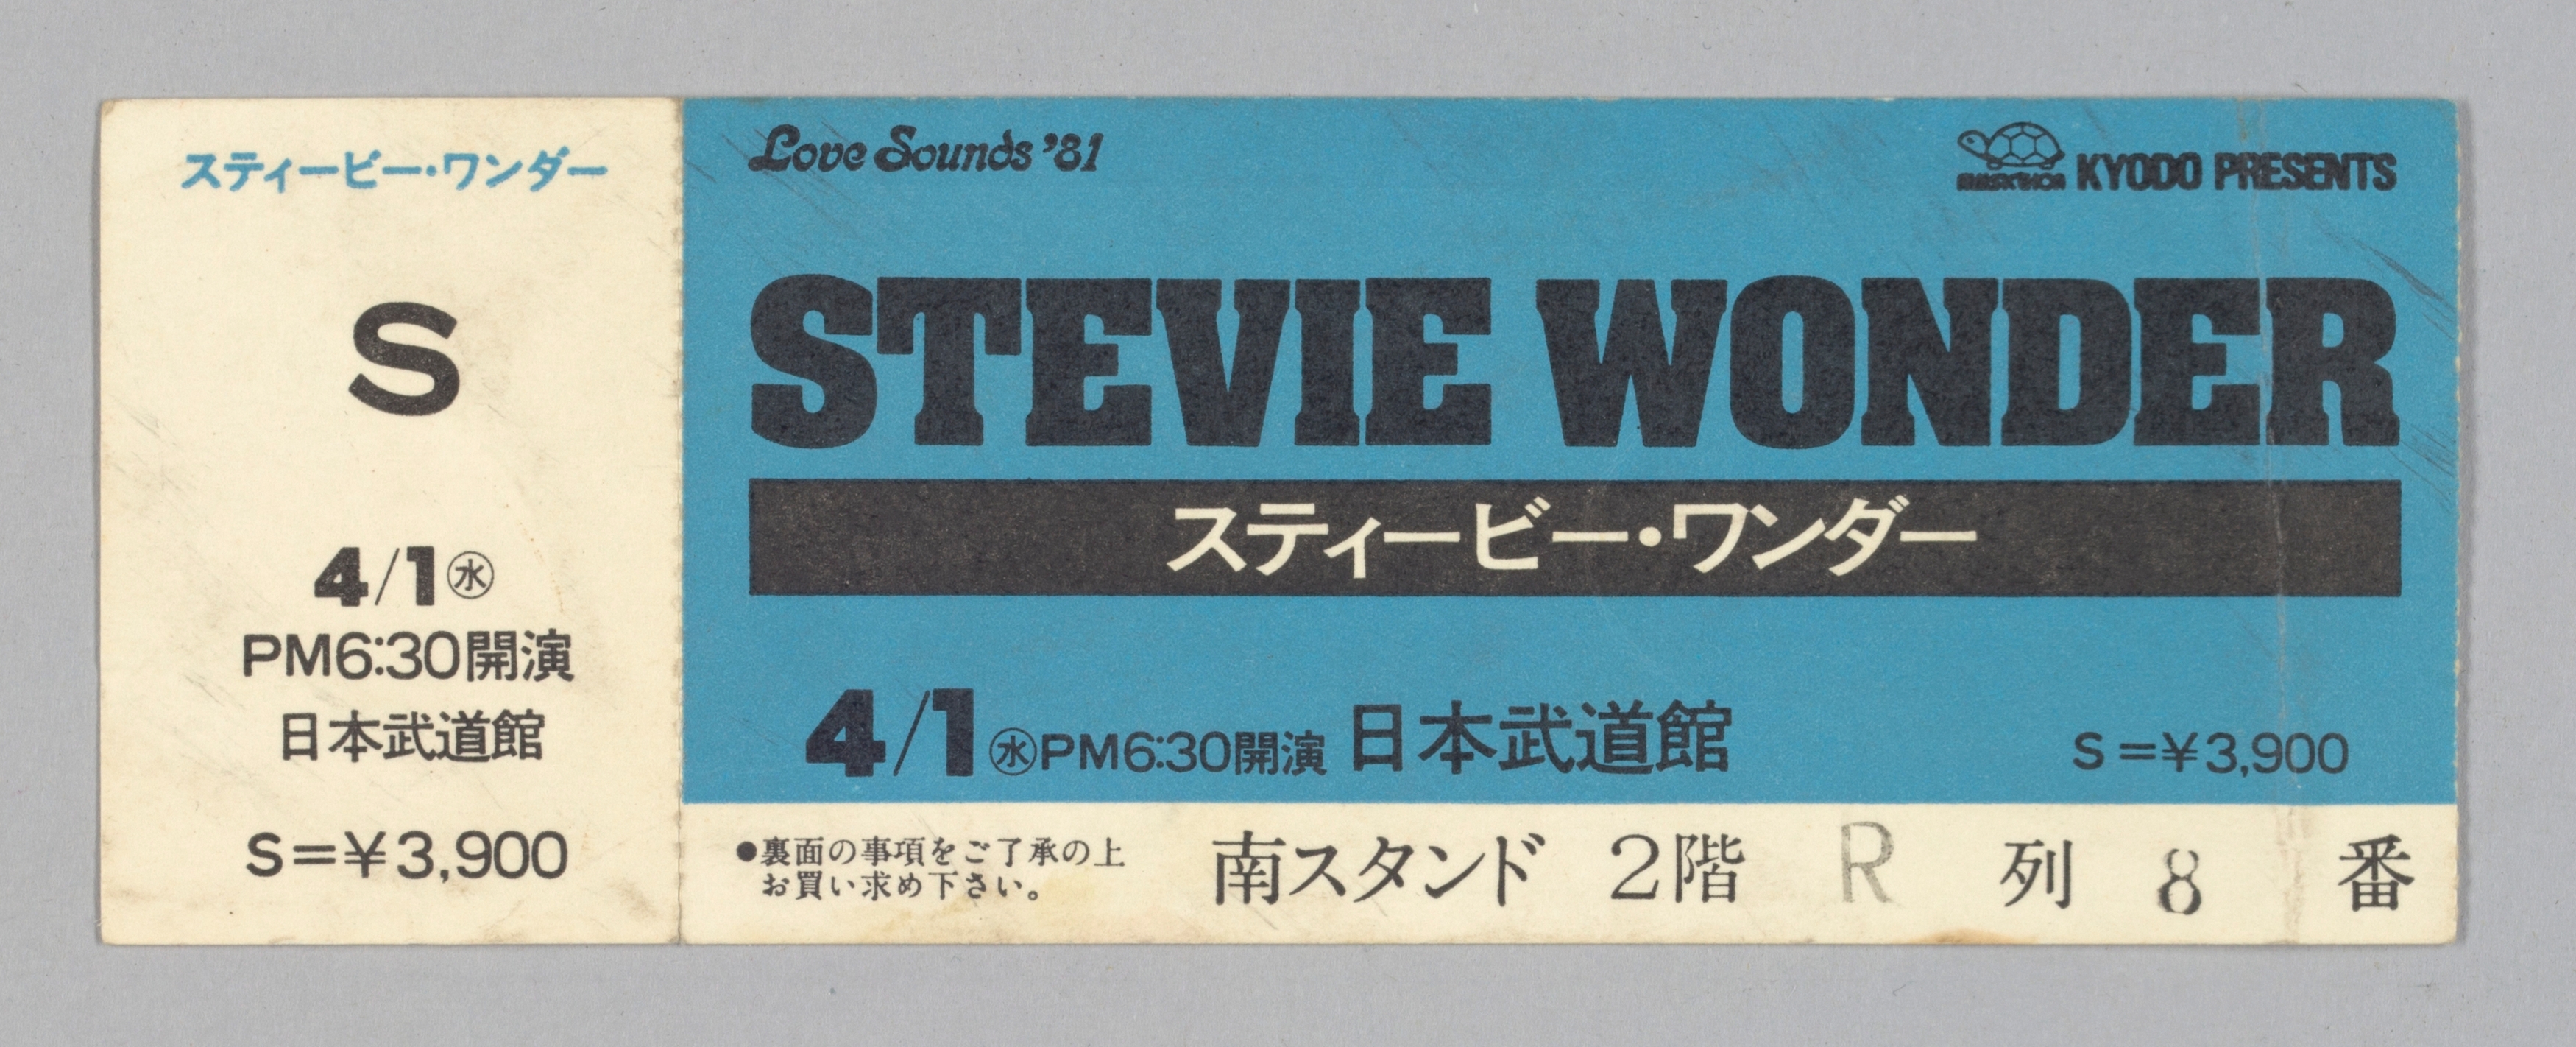 スティービー・ワンダー
S
4/1㊌
PM6:30開演
日本武道館
S=¥3,900
Love Sounds '81
KYODO PRESENTS
STEVIE WONDER
スティービー・ワンダー
4/1㊌PM6:30開演 日本武道館 S=¥3,900
●裏面の事項をご了承の上
お買い求め下さい。
南スタンド 2階 R 列 8 番